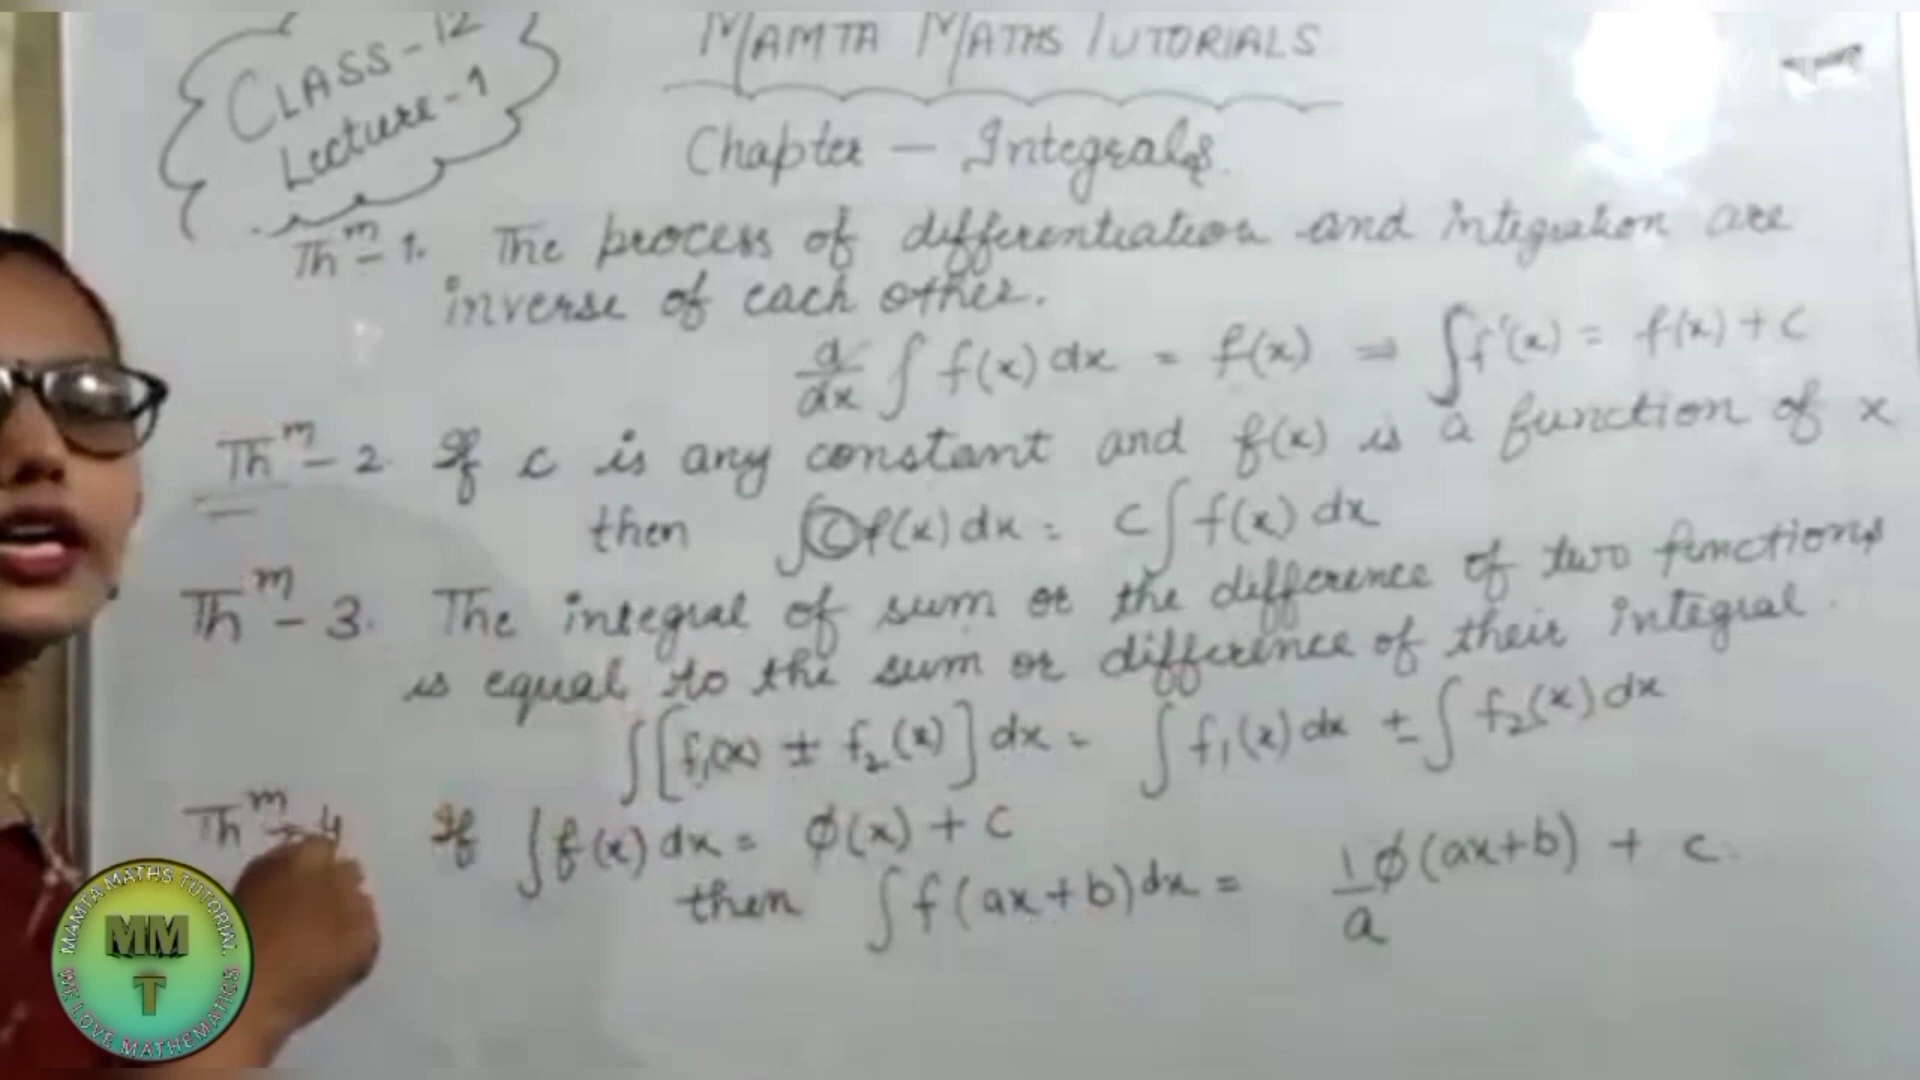 CLASS-12
Lecture-1
MAMTA MATHS TUTORIALS
Chapter — Integrals.
Thm-1. The process of differentiation and integration are
inverse of each other.
d/dx ∫ f(x) dx = f(x) ⇒ ∫f'(x) = f(x) + c
Thm-2. If c is any constant and f(x) is a function of x
then ∫c f(x) dx = c∫ f(x) dx
Thm-3. The integral of sum or the difference of two functions
is equal to the sum or difference of their integral.
∫[f₁(x) ± f₂(x)] dx = ∫ f₁(x) dx ± ∫ f₂(x) dx
Thm-4 If ∫f(x) dx = ϕ(x) + c
then ∫ f(ax+b) dx = 1/a ϕ(ax+b) + c.
MAMTA MATHS TUTORIAL
MM
T
WE LOVE MATHEMATICS